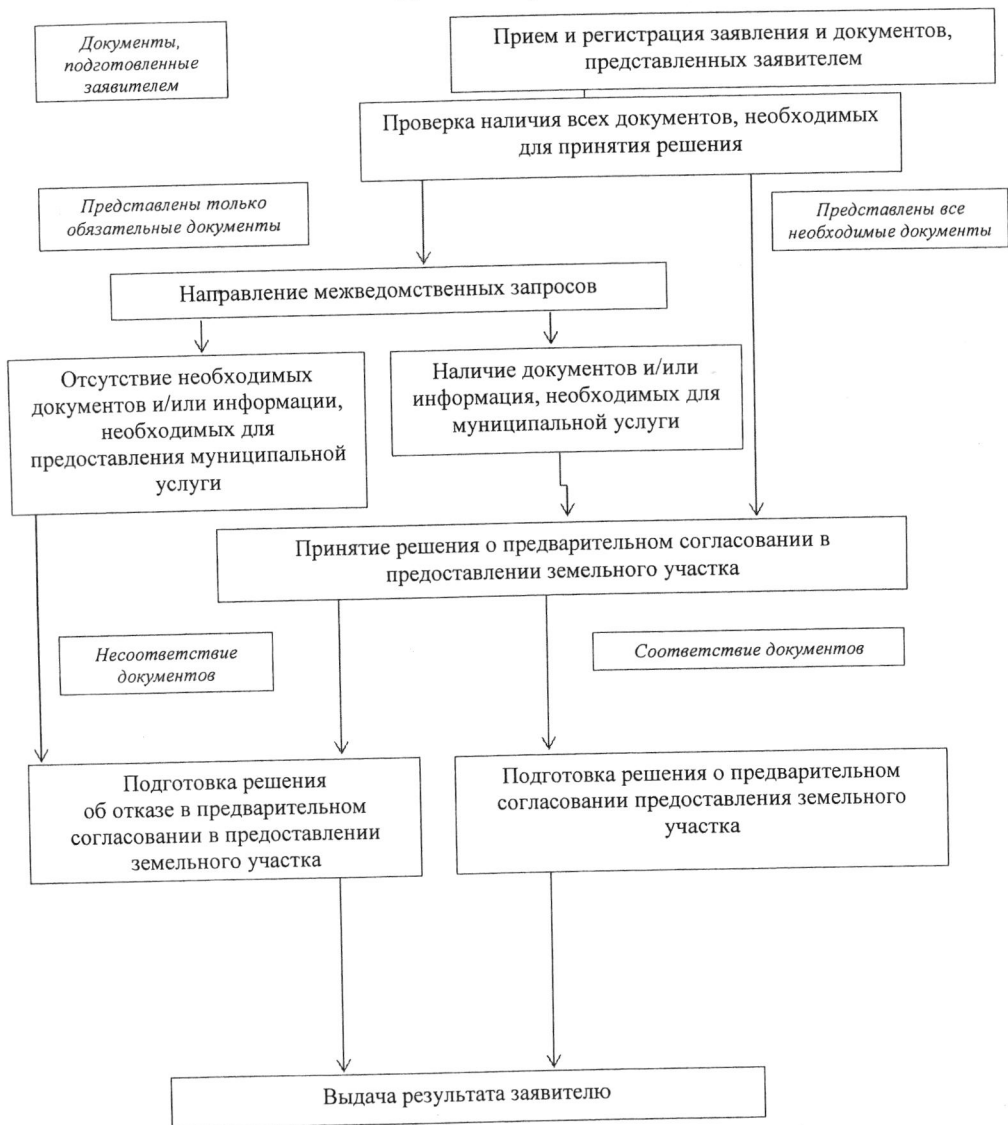 Документы,
подготовленные
заявителем
Прием и регистрация заявления и документов,
представленных заявителем
Проверка наличия всех документов, необходимых
для принятия решения
Представлены только
обязательные документы
Представлены все
необходимые документы
Направление межведомственных запросов
Отсутствие необходимых
документов и/или информации,
необходимых для
предоставления муниципальной
услуги
Наличие документов и/или
информация, необходимых для
муниципальной услуги
Принятие решения о предварительном согласовании в
предоставлении земельного участка
Несоответствие
документов
Соответствие документов
Подготовка решения
об отказе в предварительном
согласовании в предоставлении
земельного участка
Подготовка решения о предварительном
согласовании предоставления земельного
участка
Выдача результата заявителю